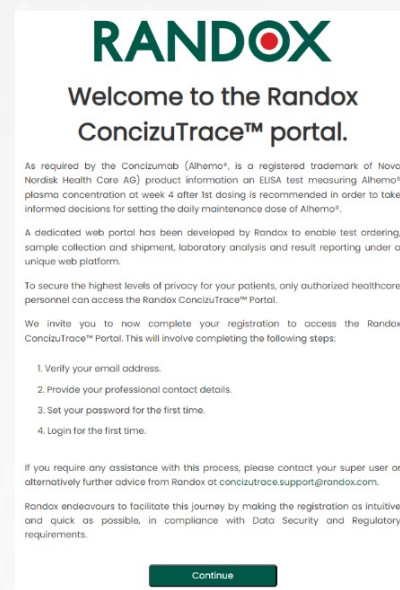 RANDOX
Welcome to the Randox
ConcizuTrace™ portal.
As required by the Concizumab (Alhemo®, is a registered trademark of Novo
Nordisk Health Care AG) product information an ELISA test measuring Alhemo®
plasma concentration at week 4 after 1st dosing is recommended in order to take
informed decisions for setting the daily maintenance dose of Alhemo®.
A dedicated web portal has been developed by Randox to enable test ordering,
sample collection and shipment, laboratory analysis and result reporting under a
unique web platform.
To secure the highest levels of privacy for your patients, only authorized healthcare
personnel can access the Randox ConcizuTrace™ Portal.
We invite you to now complete your registration to access the Randox
ConcizuTrace™ Portal. This will involve completing the following steps:
1. Verify your email address.
2. Provide your professional contact details.
3. Set your password for the first time.
4. Login for the first time.
If you require any assistance with this process, please contact your super user or
alternatively further advice from Randox at concizutrace.support@randox.com.
Randox endeavours to facilitate this journey by making the registration as intuitive
and quick as possible, in compliance with Data Security and Regulatory
requirements.
Continue